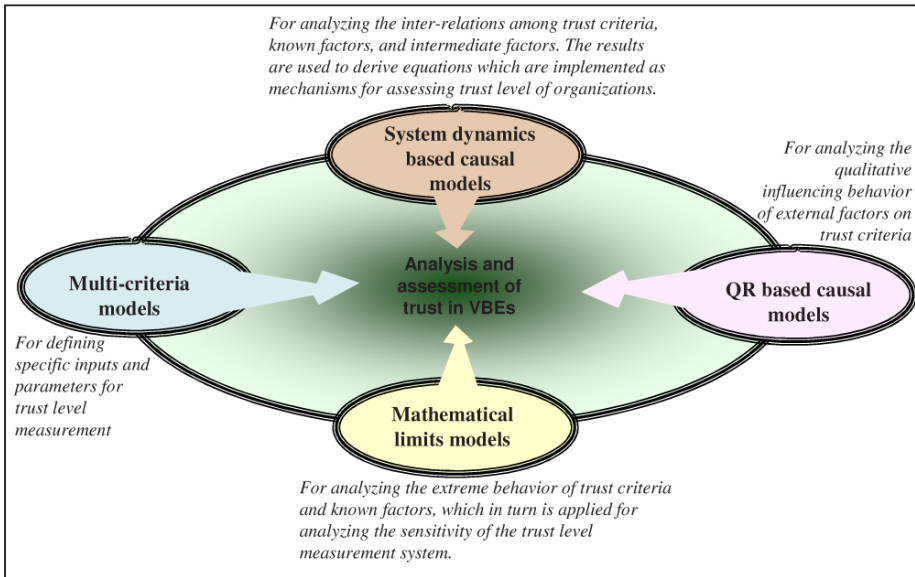 For analyzing the inter-relations among trust criteria,
known factors, and intermediate factors. The results
are used to derive equations which are implemented as
mechanisms for assessing trust level of organizations.
System dynamics
based causal
models
For analyzing the
qualitative
influencing behavior
of external factors on
trust criteria
Multi-criteria
models
Analysis and
assessment of
trust in VBEs
QR based causal
models
For defining
specific inputs and
parameters for
trust level
measurement
Mathematical
limits models
For analyzing the extreme behavior of trust criteria
and known factors, which in turn is applied for
analyzing the sensitivity of the trust level
measurement system.